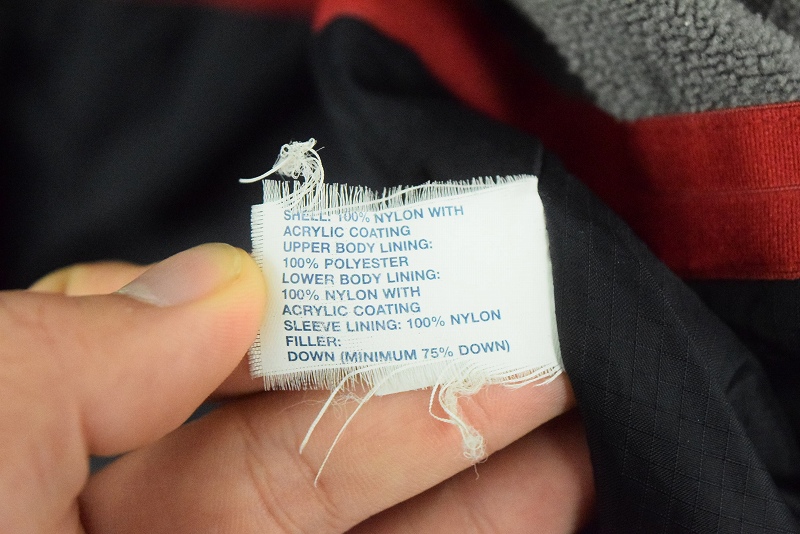 SHELL: 100% NYLON WITH
ACRYLIC COATING
UPPER BODY LINING:
100% POLYESTER
LOWER BODY LINING:
100% NYLON WITH
ACRYLIC COATING
SLEEVE LINING: 100% NYLON
FILLER:
DOWN (MINIMUM 75% DOWN)